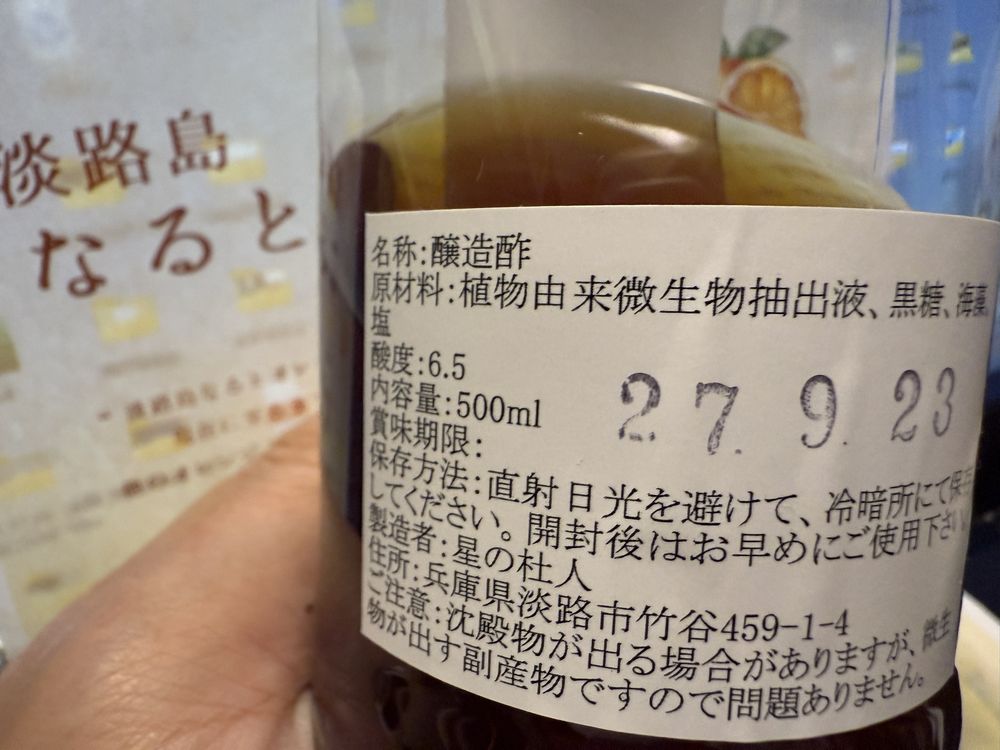 淡路島
なると
名称:醸造酢
原材料:植物由来微生物抽出液、黒糖、海藻、
塩
酸度:6.5
内容量:500ml
賞味期限:
27. 9. 23
保存方法:直射日光を避けて、冷暗所にて保存
してください。開封後はお早めにご使用下さい
製造者:星の杜人
住所:兵庫県淡路市竹谷459-1-4
ご注意:沈殿物が出る場合がありますが、微生
物が出す副産物ですので問題ありません。